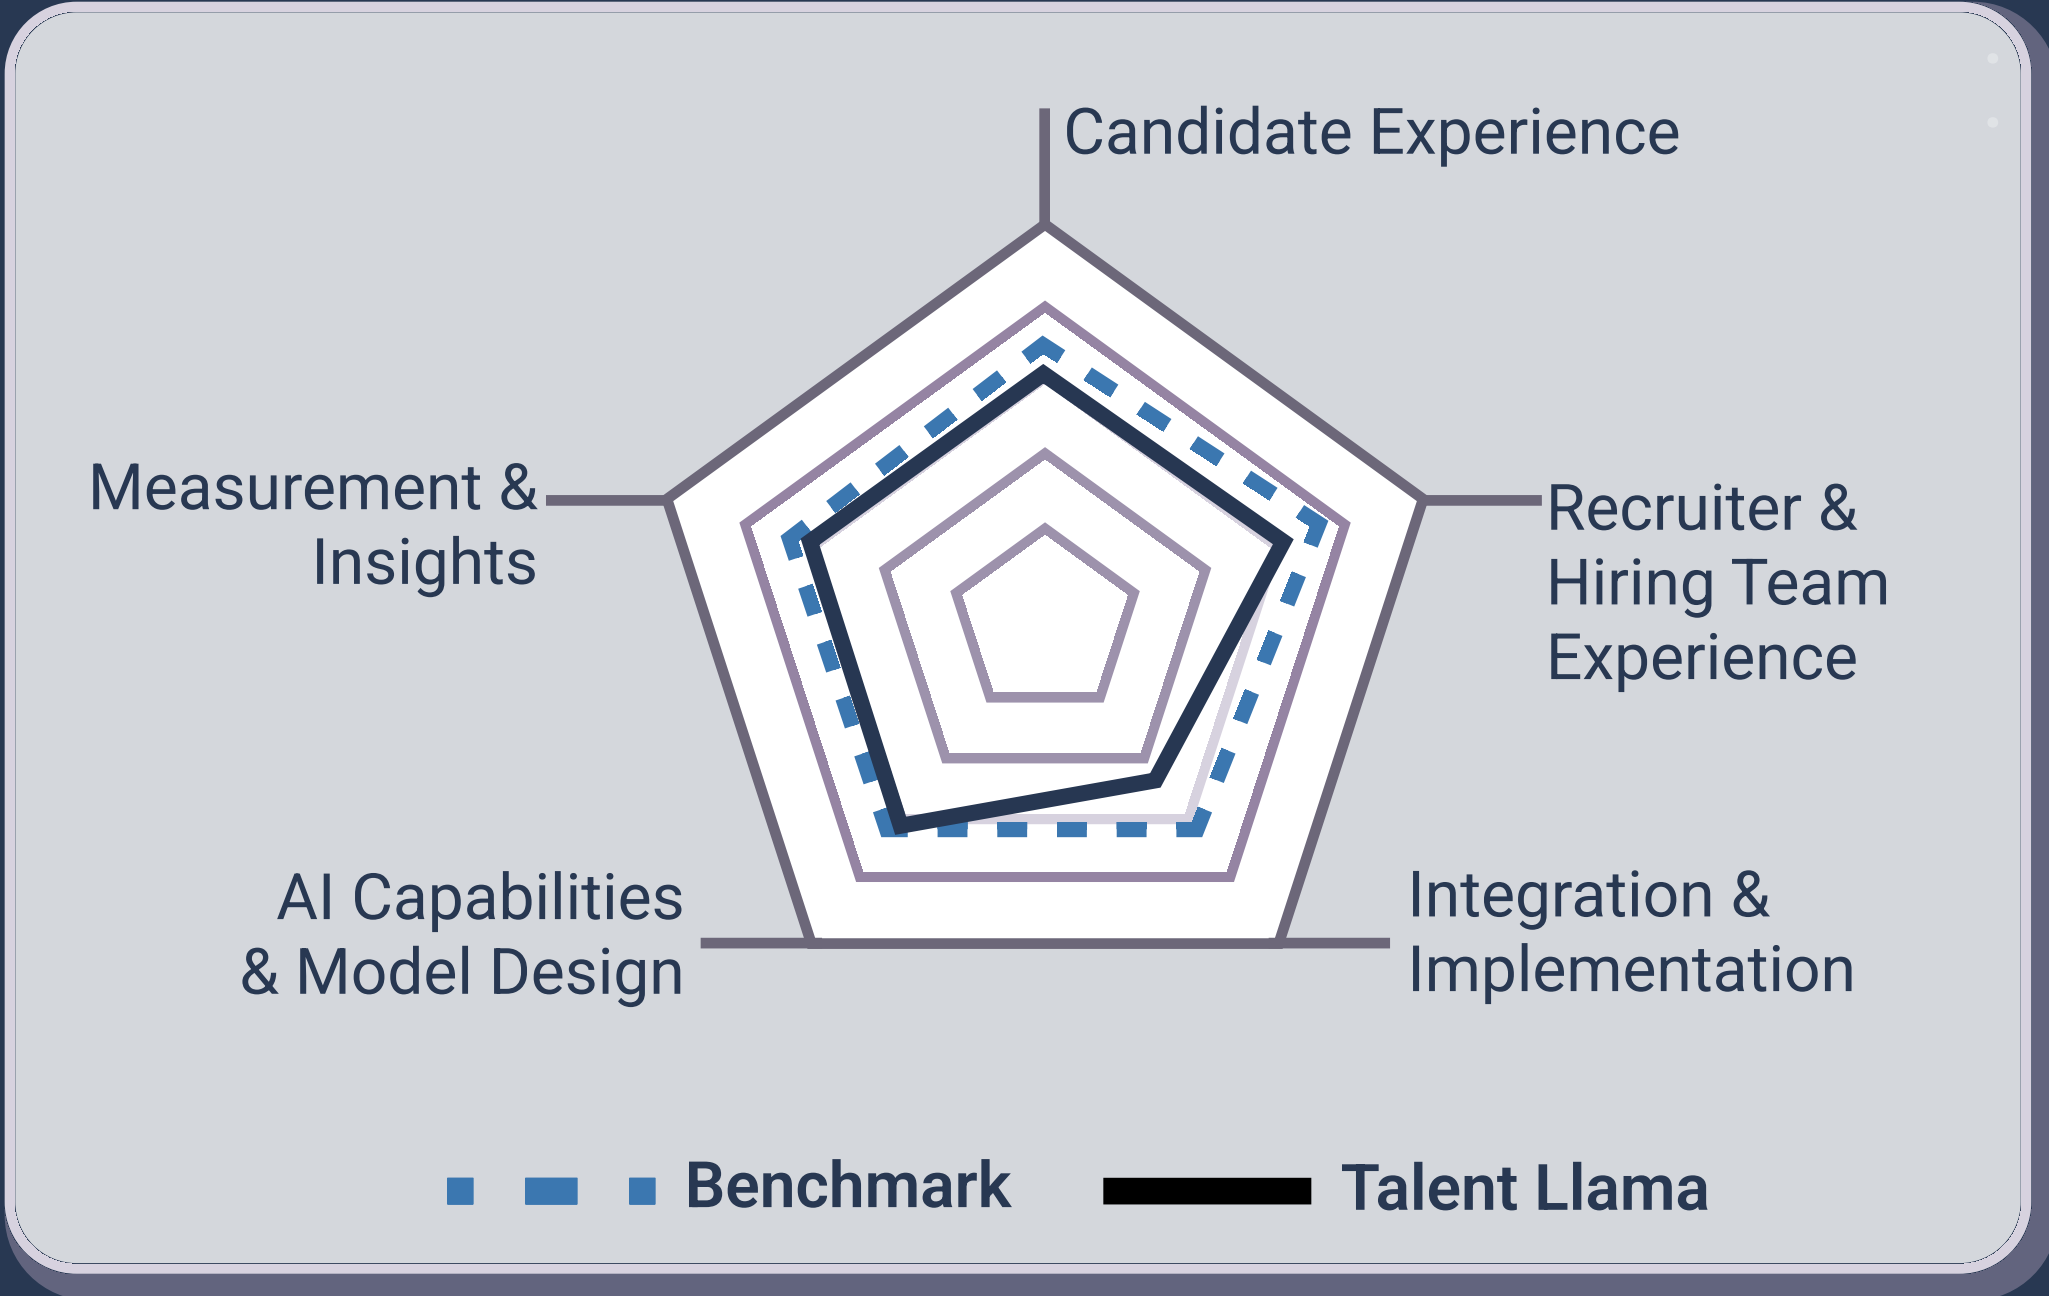 Candidate Experience
Measurement &
Insights
Recruiter &
Hiring Team
Experience
AI Capabilities
& Model Design
Integration &
Implementation
Benchmark
Talent Llama